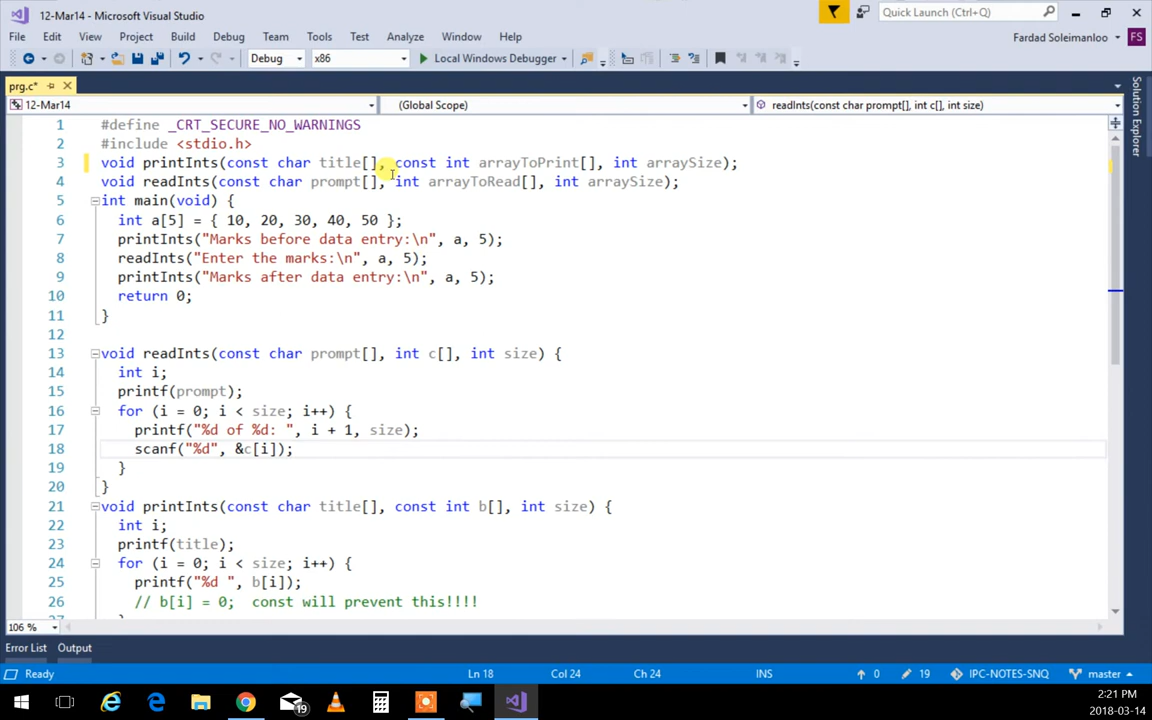 12-Mar14 - Microsoft Visual Studio
Quick Launch (Ctrl+Q)
File Edit View Project Build Debug Team Tools Test Analyze Window Help
Fardad Soleimanloo FS
Debug x86 Local Windows Debugger
prg.c*
12-Mar14 (Global Scope) readInts(const char prompt[], int c[], int size)
1 #define _CRT_SECURE_NO_WARNINGS
2 #include <stdio.h>
3 void printInts(const char title[], const int arrayToPrint[], int arraySize);
4 void readInts(const char prompt[], int arrayToRead[], int arraySize);
5 int main(void) {
6 int a[5] = { 10, 20, 30, 40, 50 };
7 printInts("Marks before data entry:\n", a, 5);
8 readInts("Enter the marks:\n", a, 5);
9 printInts("Marks after data entry:\n", a, 5);
10 return 0;
11 }
12
13 void readInts(const char prompt[], int c[], int size) {
14 int i;
15 printf(prompt);
16 for (i = 0; i < size; i++) {
17 printf("%d of %d: ", i + 1, size);
18 scanf("%d", &c[i]);
19 }
20 }
21 void printInts(const char title[], const int b[], int size) {
22 int i;
23 printf(title);
24 for (i = 0; i < size; i++) {
25 printf("%d ", b[i]);
26 // b[i] = 0;  const will prevent this!!!!
27 }
Solution Explorer
106 %
Error List Output
Ready Ln 18 Col 24 Ch 24 INS 0 19 IPC-NOTES-SNQ master
19
2:21 PM
2018-03-14